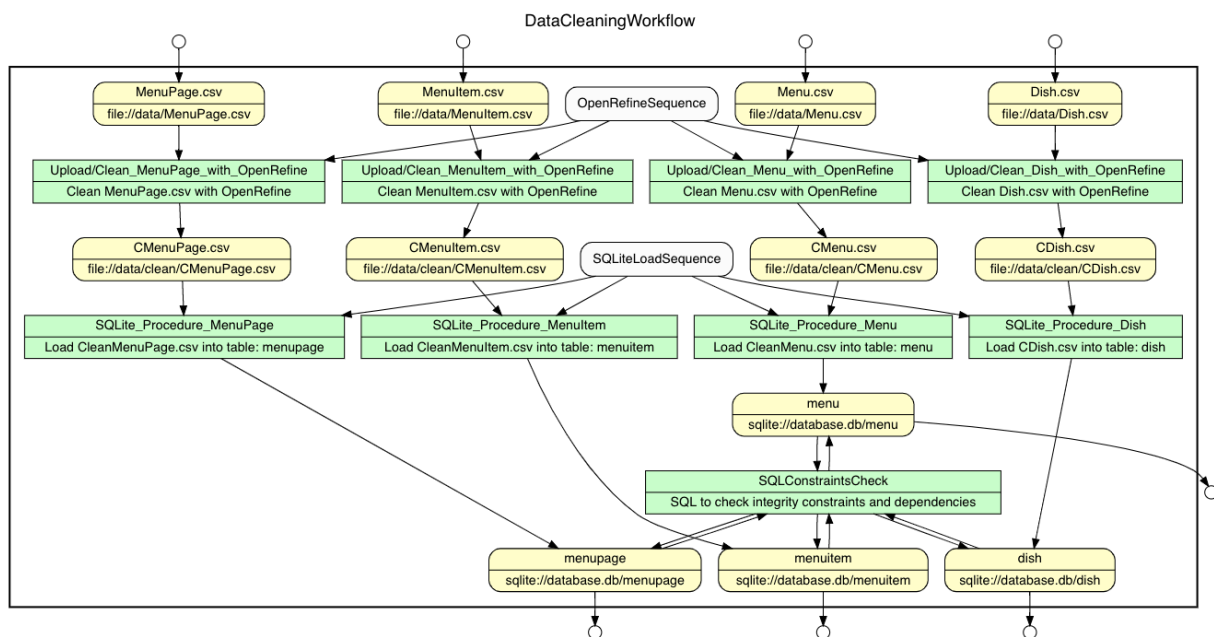 DataCleaningWorkflow
MenuPage.csv
file://data/MenuPage.csv
MenuItem.csv
file://data/MenuItem.csv
OpenRefineSequence
Menu.csv
file://data/Menu.csv
Dish.csv
file://data/Dish.csv
Upload/Clean_MenuPage_with_OpenRefine
Clean MenuPage.csv with OpenRefine
Upload/Clean_MenuItem_with_OpenRefine
Clean MenuItem.csv with OpenRefine
Upload/Clean_Menu_with_OpenRefine
Clean Menu.csv with OpenRefine
Upload/Clean_Dish_with_OpenRefine
Clean Dish.csv with OpenRefine
CMenuPage.csv
file://data/clean/CMenuPage.csv
CMenuItem.csv
file://data/clean/CMenuItem.csv
SQLiteLoadSequence
CMenu.csv
file://data/clean/CMenu.csv
CDish.csv
file://data/clean/CDish.csv
SQLite_Procedure_MenuPage
Load CleanMenuPage.csv into table: menupage
SQLite_Procedure_MenuItem
Load CleanMenuItem.csv into table: menuitem
SQLite_Procedure_Menu
Load CleanMenu.csv into table: menu
SQLite_Procedure_Dish
Load CDish.csv into table: dish
menu
sqlite://database.db/menu
SQLConstraintsCheck
SQL to check integrity constraints and dependencies
menupage
sqlite://database.db/menupage
menuitem
sqlite://database.db/menuitem
dish
sqlite://database.db/dish